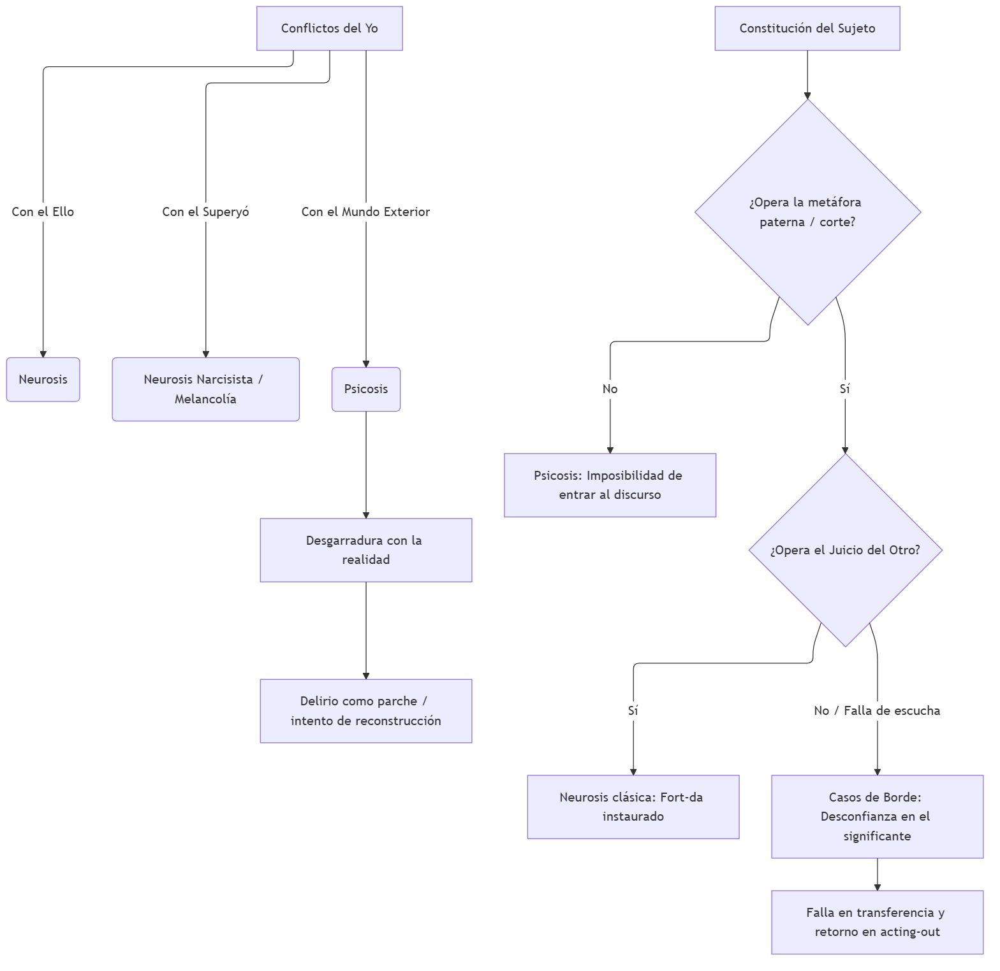 Conflictos del Yo
Con el Ello
Con el Superyó
Con el Mundo Exterior
Neurosis
Neurosis Narcisista /
Melancolía
Psicosis
Desgarradura con la
realidad
Delirio como parche /
intento de reconstrucción
Constitución del Sujeto
¿Opera la metáfora
paterna / corte?
No
Sí
Psicosis: Imposibilidad de
entrar al discurso
¿Opera el Juicio del Otro?
Sí
No / Falla de escucha
Neurosis clásica: Fort-da
instaurado
Casos de Borde:
Desconfianza en el
significante
Falla en transferencia y
retorno en acting-out